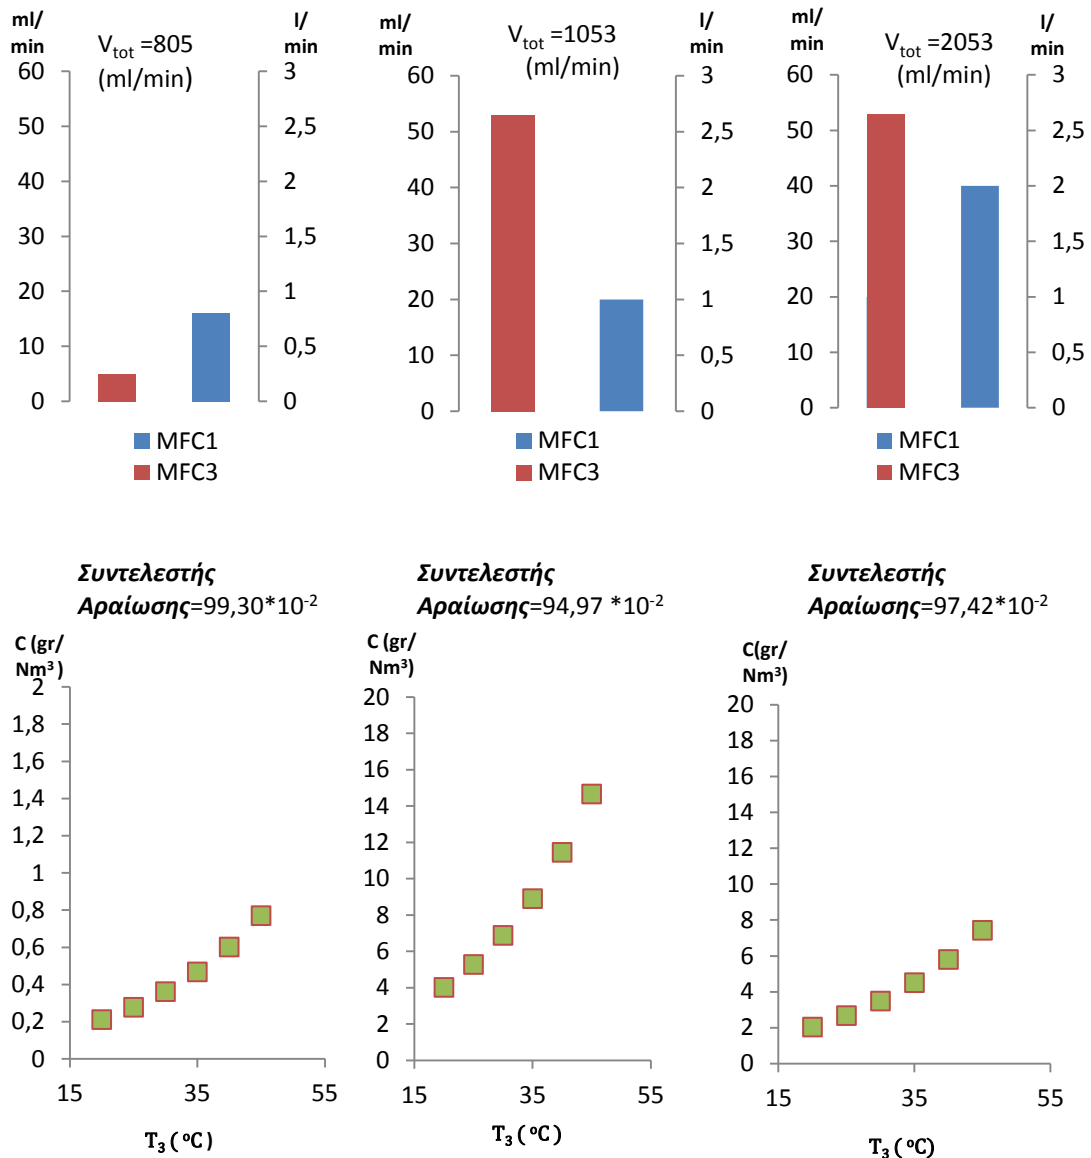 ml/
min
V_tot =805
(ml/min)
l/
min
60
50
40
30
20
10
0
3
2,5
2
1,5
1
0,5
0
MFC1
MFC3
ml/
min
V_tot =1053
(ml/min)
l/
min
60
50
40
30
20
10
0
3
2,5
2
1,5
1
0,5
0
MFC1
MFC3
ml/
min
V_tot =2053
(ml/min)
l/
min
60
50
40
30
20
10
0
3
2,5
2
1,5
1
0,5
0
MFC1
MFC3
Συντελεστής
Αραίωσης=99,30*10⁻²
C (gr/
Nm³)
2
1,8
1,6
1,4
1,2
1
0,8
0,6
0,4
0,2
0
15 35 55
T₃ ( ᵒC)
Συντελεστής
Αραίωσης=94,97 *10⁻²
C (gr/
Nm³)
20
18
16
14
12
10
8
6
4
2
0
15 35 55
T₃ ( ᵒC)
Συντελεστής
Αραίωσης=97,42*10⁻²
C(gr/
Nm³)
20
18
16
14
12
10
8
6
4
2
0
15 35 55
T₃ ( ᵒC)